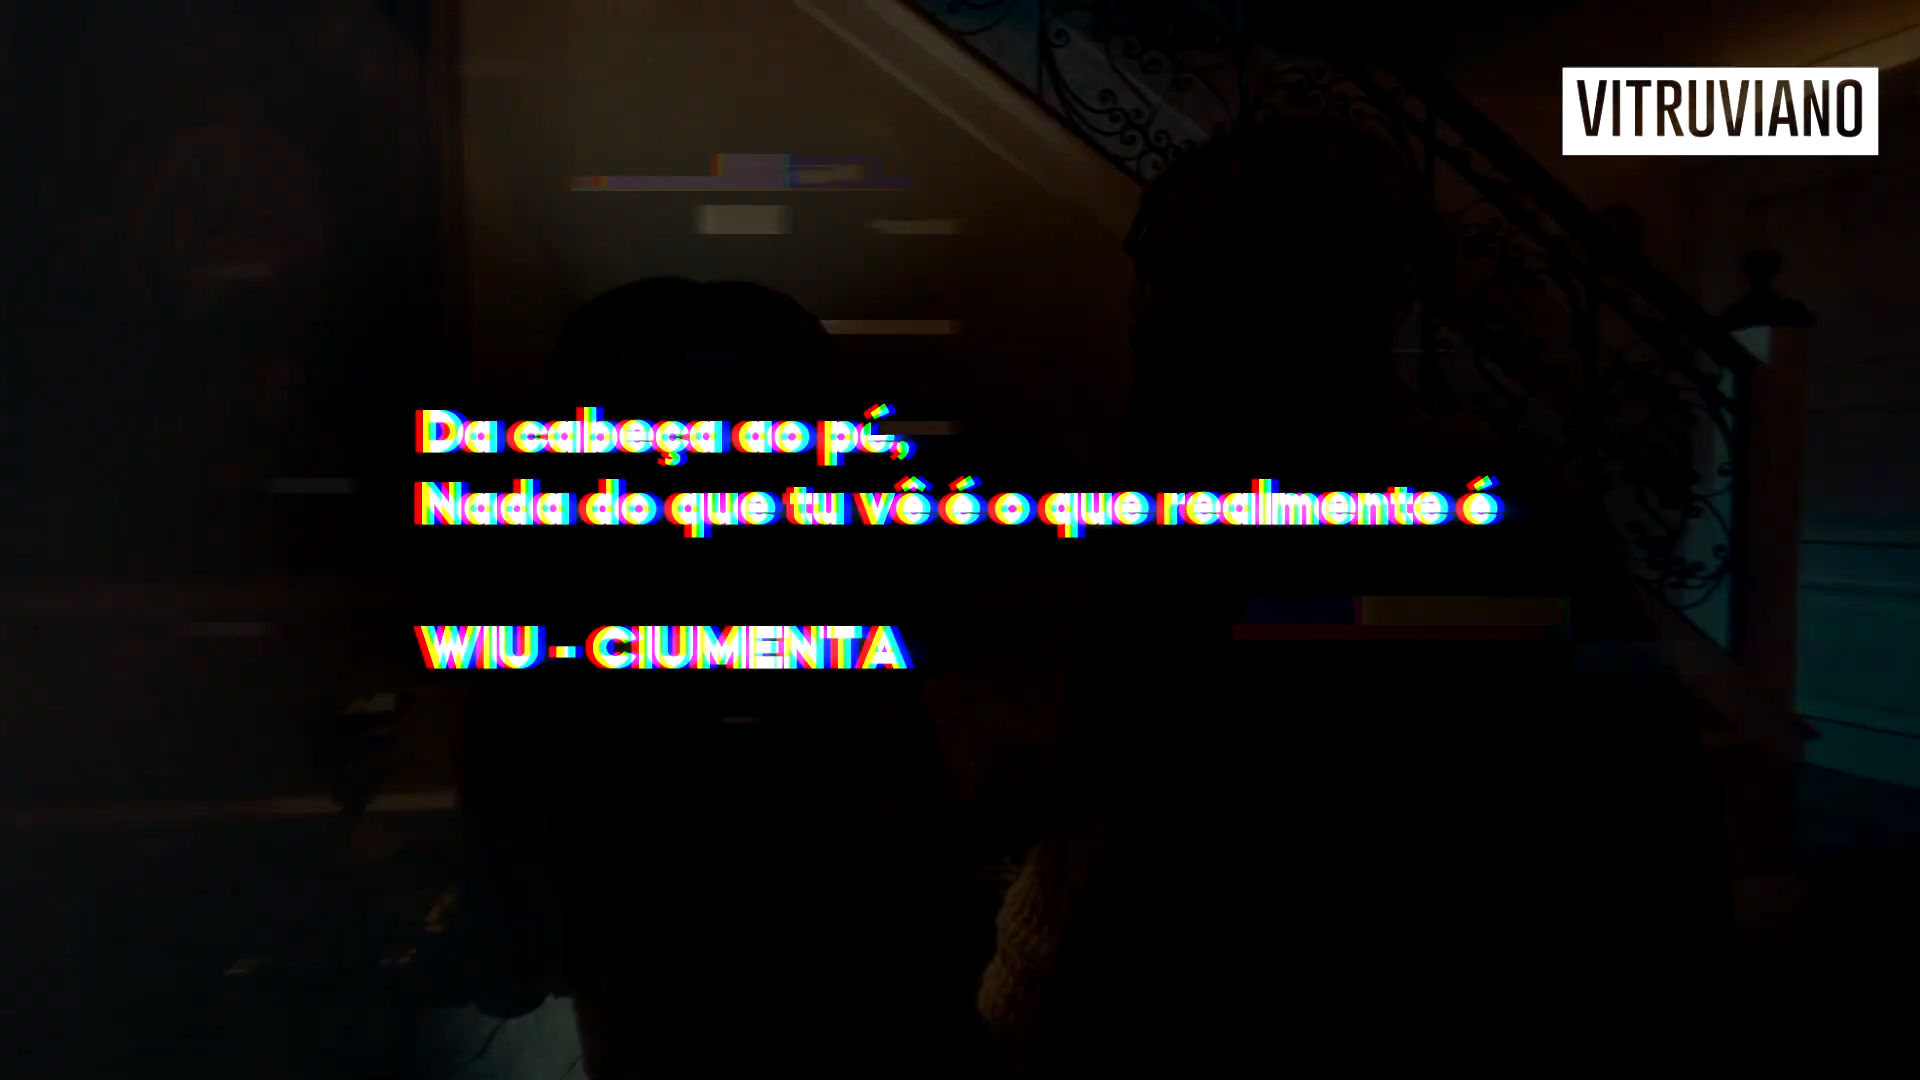 VITRUVIANO
Da cabeça ao pé,
Nada do que tu vê é o que realmente é
WIU - CIUMENTA